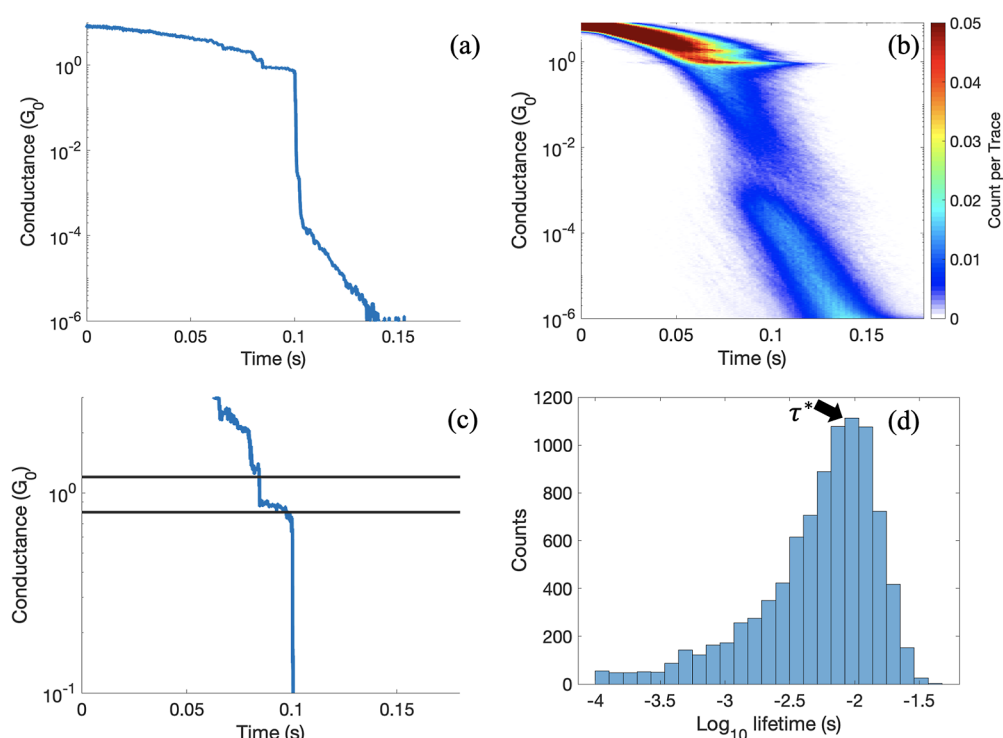 (a)
Conductance (G0)
10^0
10^-2
10^-4
10^-6
0
0.05
0.1
0.15
Time (s)
(b)
Conductance (G0)
10^0
10^-2
10^-4
10^-6
0
0.05
0.1
0.15
Time (s)
0.05
0.04
0.03
0.02
0.01
0
Count per Trace
(c)
Conductance (G0)
10^0
10^-1
0
0.05
0.1
0.15
Time (s)
(d)
τ*
Counts
1200
1000
800
600
400
200
0
-4
-3.5
-3
-2.5
-2
-1.5
Log10 lifetime (s)